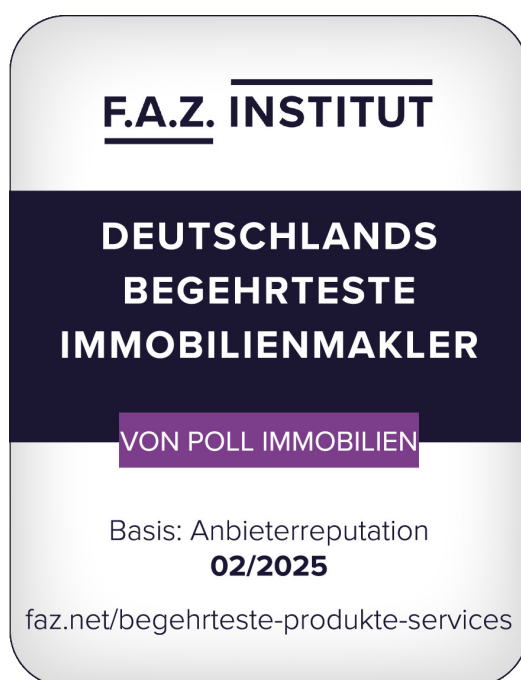 F.A.Z. INSTITUT
DEUTSCHLANDS
BEGEHRTESTE
IMMOBILIENMAKLER
VON POLL IMMOBILIEN
Basis: Anbieterreputation
02/2025
faz.net/begehrteste-produkte-services